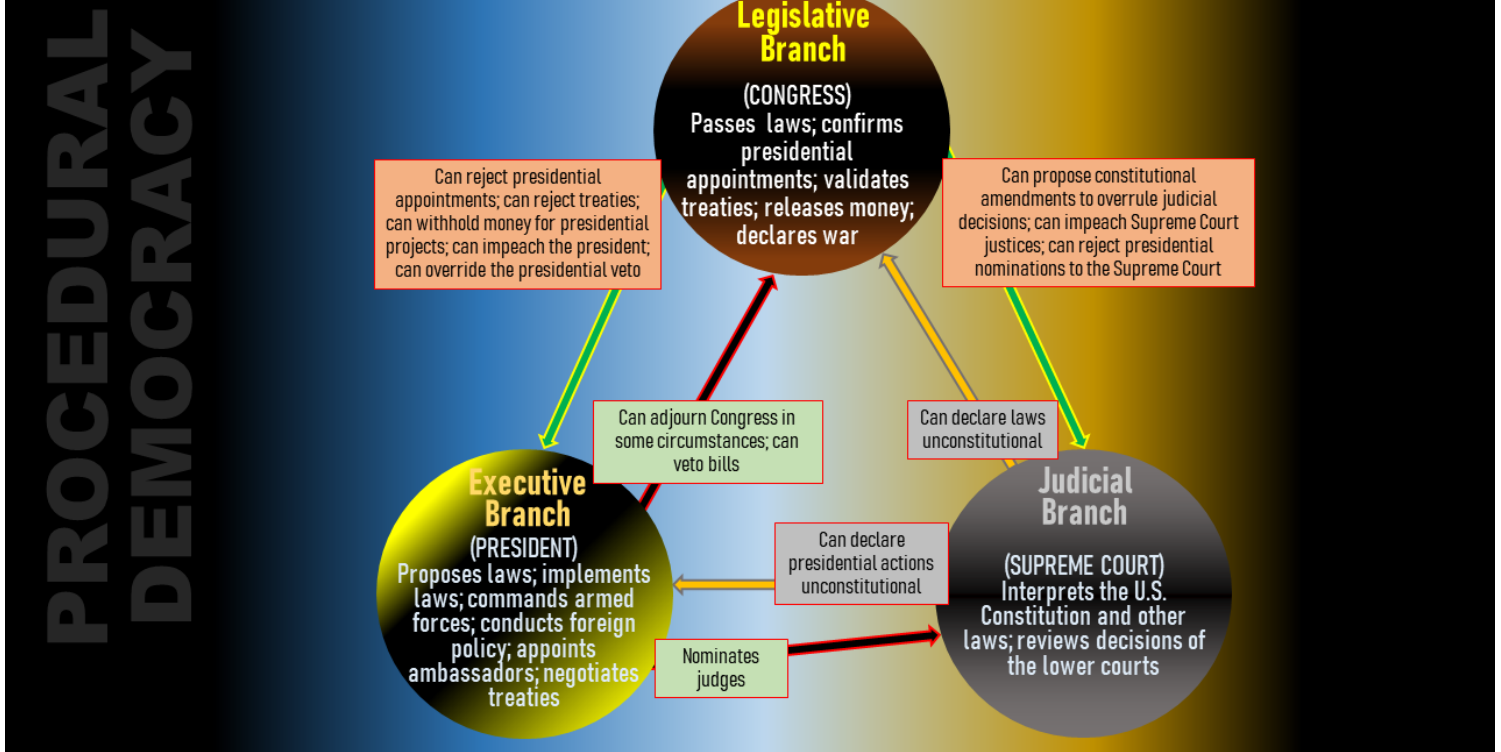 PROCEDURAL
DEMOCRACY
Legislative
Branch
(CONGRESS)
Passes laws; confirms
presidential
appointments; validates
treaties; releases money;
declares war
Can reject presidential
appointments; can reject treaties;
can withhold money for presidential
projects; can impeach the president;
can override the presidential veto
Can propose constitutional
amendments to overrule judicial
decisions; can impeach Supreme Court
justices; can reject presidential
nominations to the Supreme Court
Can adjourn Congress in
some circumstances; can
veto bills
Can declare laws
unconstitutional
Executive
Branch
(PRESIDENT)
Proposes laws; implements
laws; commands armed
forces; conducts foreign
policy; appoints
ambassadors; negotiates
treaties
Can declare
presidential actions
unconstitutional
Nominates
judges
Judicial
Branch
(SUPREME COURT)
Interprets the U.S.
Constitution and other
laws; reviews decisions of
the lower courts